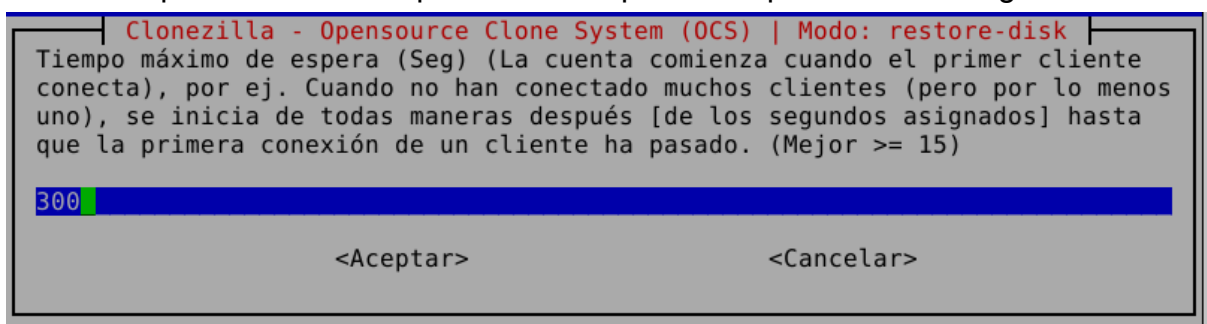 Clonezilla - Opensource Clone System (OCS) | Modo: restore-disk
Tiempo máximo de espera (Seg) (La cuenta comienza cuando el primer cliente
conecta), por ej. Cuando no han conectado muchos clientes (pero por lo menos
uno), se inicia de todas maneras después [de los segundos asignados] hasta
que la primera conexión de un cliente ha pasado. (Mejor >= 15)
300
<Aceptar> <Cancelar>